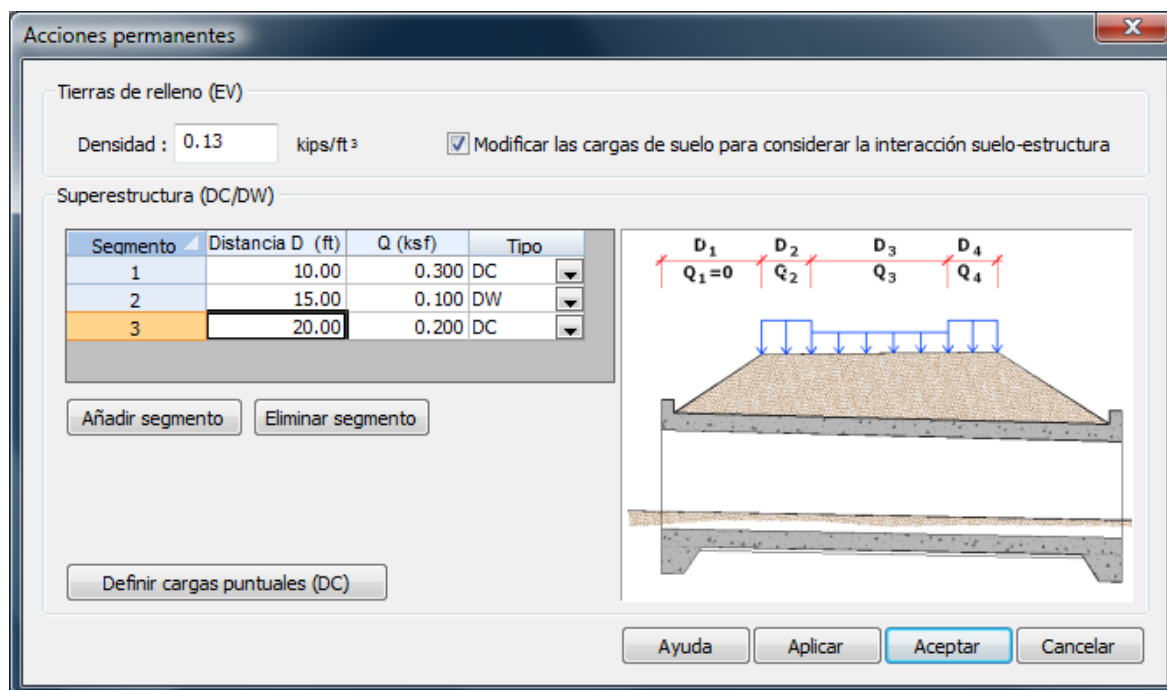 Acciones permanentes
Tierras de relleno (EV)
Densidad : 0.13 kips/ft³ Modificar las cargas de suelo para considerar la interacción suelo-estructura
Superestructura (DC/DW)
Segmento Distancia D (ft) Q (ksf) Tipo
1 10.00 0.300 DC
2 15.00 0.100 DW
3 20.00 0.200 DC
D₁ D₂ D₃ D₄
Q₁=0 Q₂ Q₃ Q₄
Añadir segmento Eliminar segmento
Definir cargas puntuales (DC)
Ayuda Aplicar Aceptar Cancelar